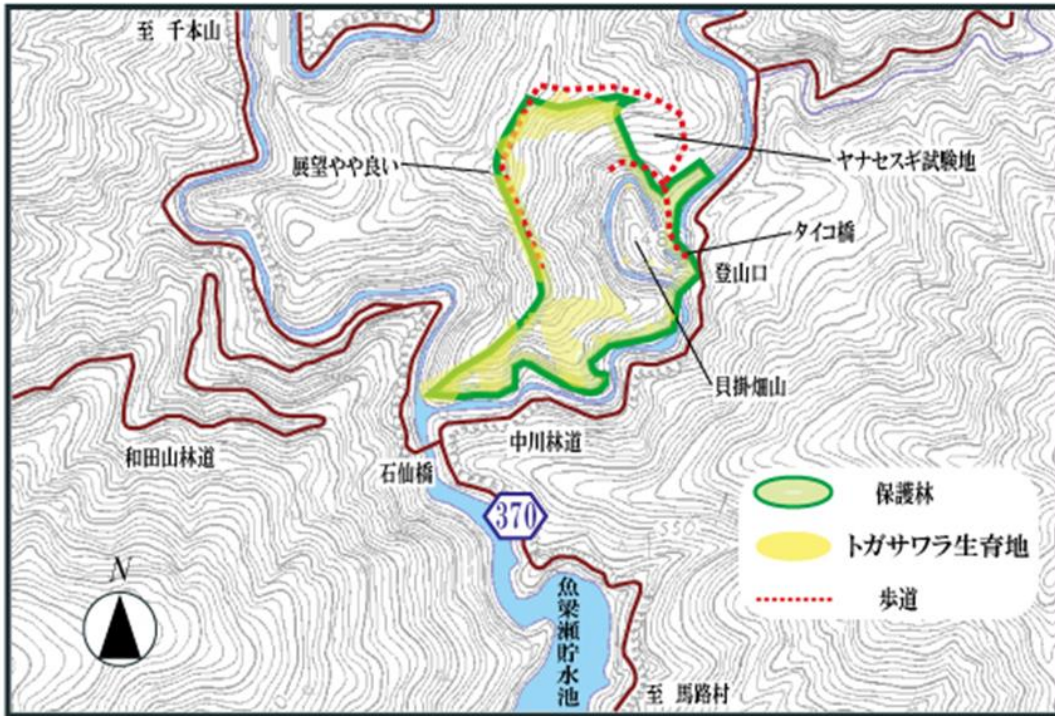 至 千本山
展望やや良い
ヤナセスギ試験地
タイコ橋
登山口
貝掛畑山
和田山林道
中川林道
石仙橋
370
保護林
トガサワラ生育地
歩道
N
魚梁瀬貯水池
至 馬路村